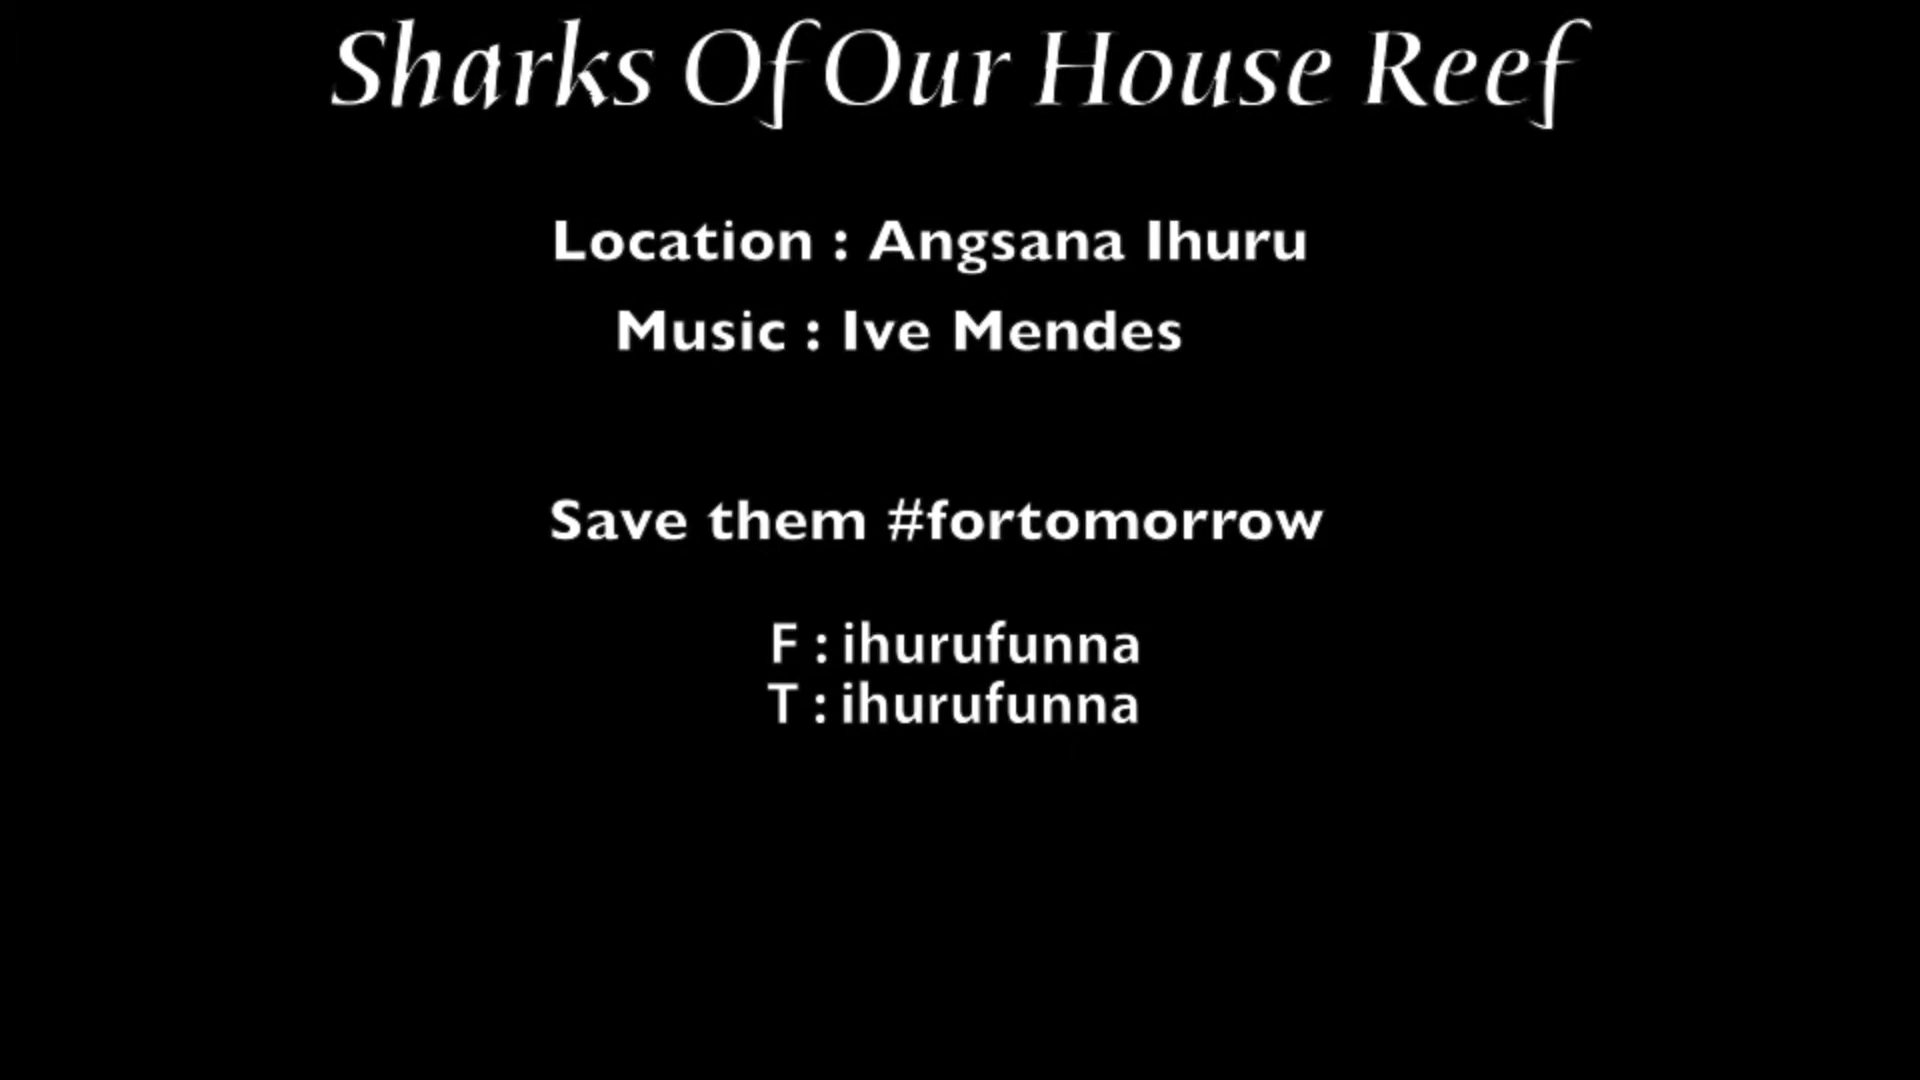 Sharks Of Our House Reef
Location : Angsana Ihuru
Music : Ive Mendes
Save them #fortomorrow
F : ihurufunna
T : ihurufunna